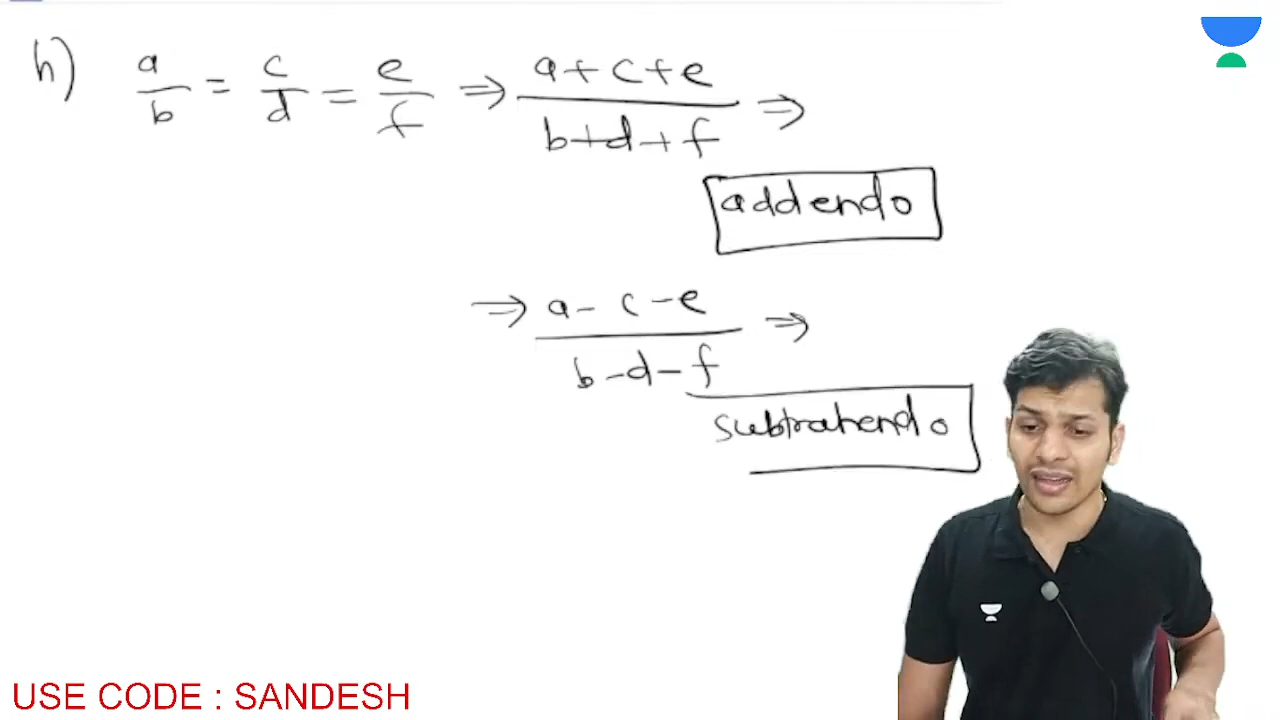 h) a/b = c/d = e/f ⇒ a+c+e/b+d+f ⇒
addendo
⇒ a-c-e/b-d-f ⇒
subtrahendo
USE CODE : SANDESH